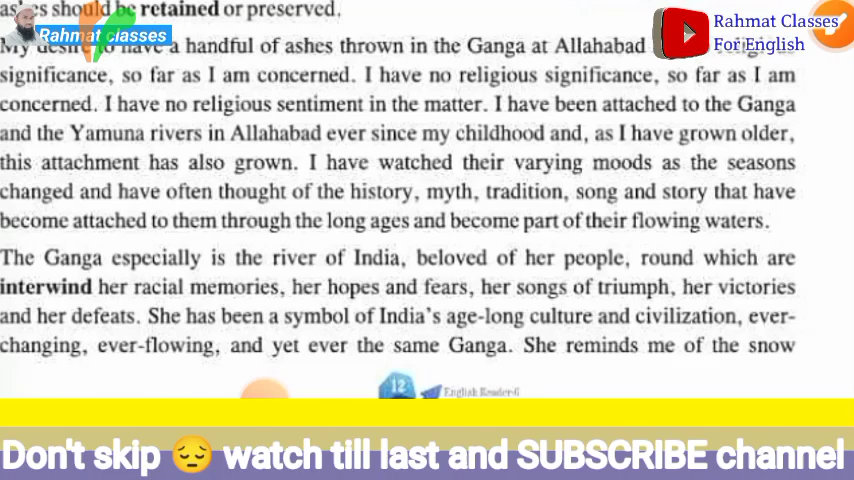 ashes should be retained or preserved.
Rahmat classes
Rahmat Classes
For English
My desire to have a handful of ashes thrown in the Ganga at Allahabad
significance, so far as I am concerned. I have no religious significance, so far as I am
concerned. I have no religious sentiment in the matter. I have been attached to the Ganga
and the Yamuna rivers in Allahabad ever since my childhood and, as I have grown older,
this attachment has also grown. I have watched their varying moods as the seasons
changed and have often thought of the history, myth, tradition, song and story that have
become attached to them through the long ages and become part of their flowing waters.
The Ganga especially is the river of India, beloved of her people, round which are
interwind her racial memories, her hopes and fears, her songs of triumph, her victories
and her defeats. She has been a symbol of India's age-long culture and civilization, ever-
changing, ever-flowing, and yet ever the same Ganga. She reminds me of the snow
12
English Reader-6
Don't skip 😔 watch till last and SUBSCRIBE channel